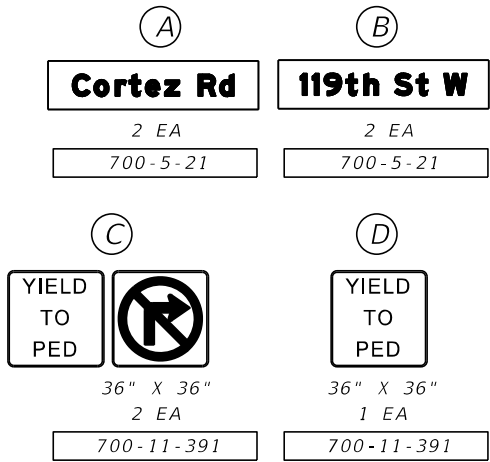 A
Cortez Rd
2 EA
700-5-21
B
119th St W
2 EA
700-5-21
C
YIELD
TO
PED
36" X 36"
2 EA
700-11-391
D
YIELD
TO
PED
36" X 36"
1 EA
700-11-391